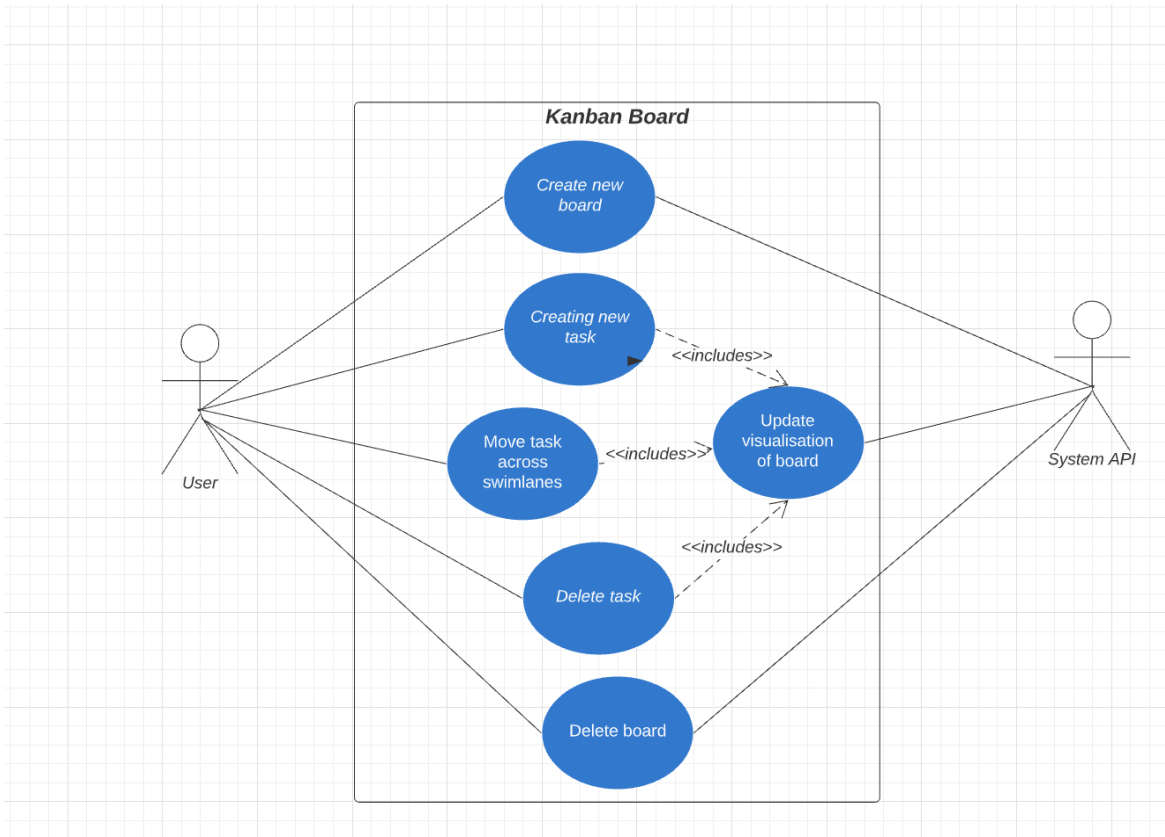 Kanban Board
Create new
board
Creating new
task
<<includes>>
Update
visualisation
of board
Move task
across
swimlanes
<<includes>>
User
System API
<<includes>>
Delete task
Delete board